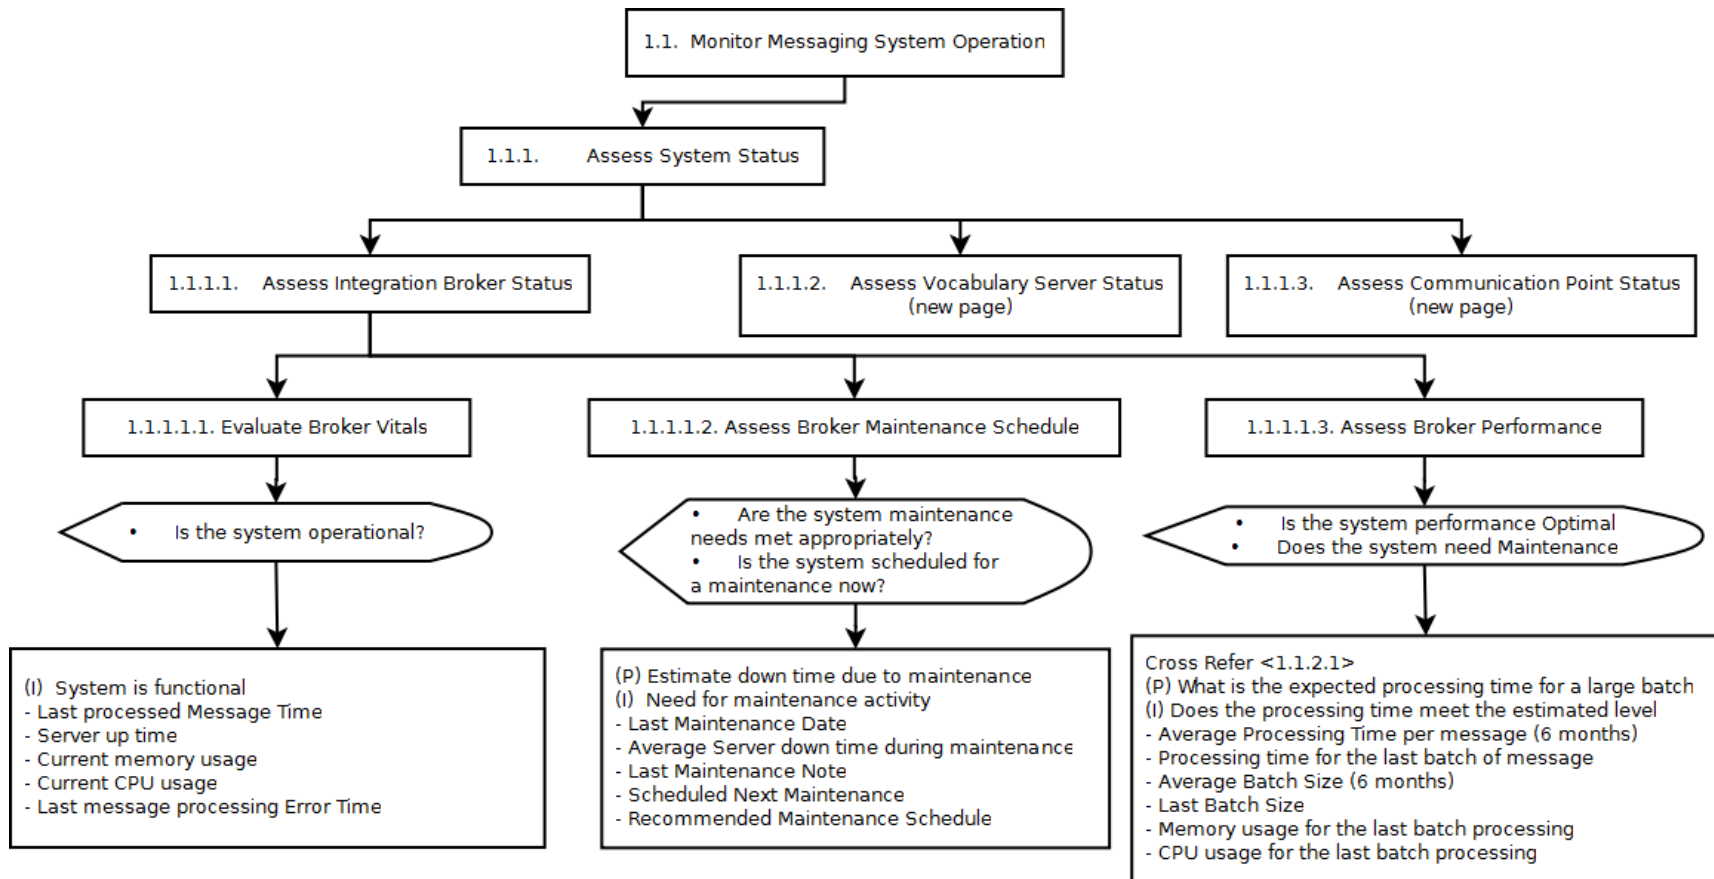 1.1. Monitor Messaging System Operation
1.1.1. Assess System Status
1.1.1.1. Assess Integration Broker Status
1.1.1.2. Assess Vocabulary Server Status
(new page)
1.1.1.3. Assess Communication Point Status
(new page)
1.1.1.1.1. Evaluate Broker Vitals
1.1.1.1.2. Assess Broker Maintenance Schedule
1.1.1.1.3. Assess Broker Performance
• Is the system operational?
• Are the system maintenance
needs met appropriately?
• Is the system scheduled for
a maintenance now?
• Is the system performance Optimal
• Does the system need Maintenance
(I) System is functional
- Last processed Message Time
- Server up time
- Current memory usage
- Current CPU usage
- Last message processing Error Time
(P) Estimate down time due to maintenance
(I) Need for maintenance activity
- Last Maintenance Date
- Average Server down time during maintenance
- Last Maintenance Note
- Scheduled Next Maintenance
- Recommended Maintenance Schedule
Cross Refer <1.1.2.1>
(P) What is the expected processing time for a large batch
(I) Does the processing time meet the estimated level
- Average Processing Time per message (6 months)
- Processing time for the last batch of message
- Average Batch Size (6 months)
- Last Batch Size
- Memory usage for the last batch processing
- CPU usage for the last batch processing